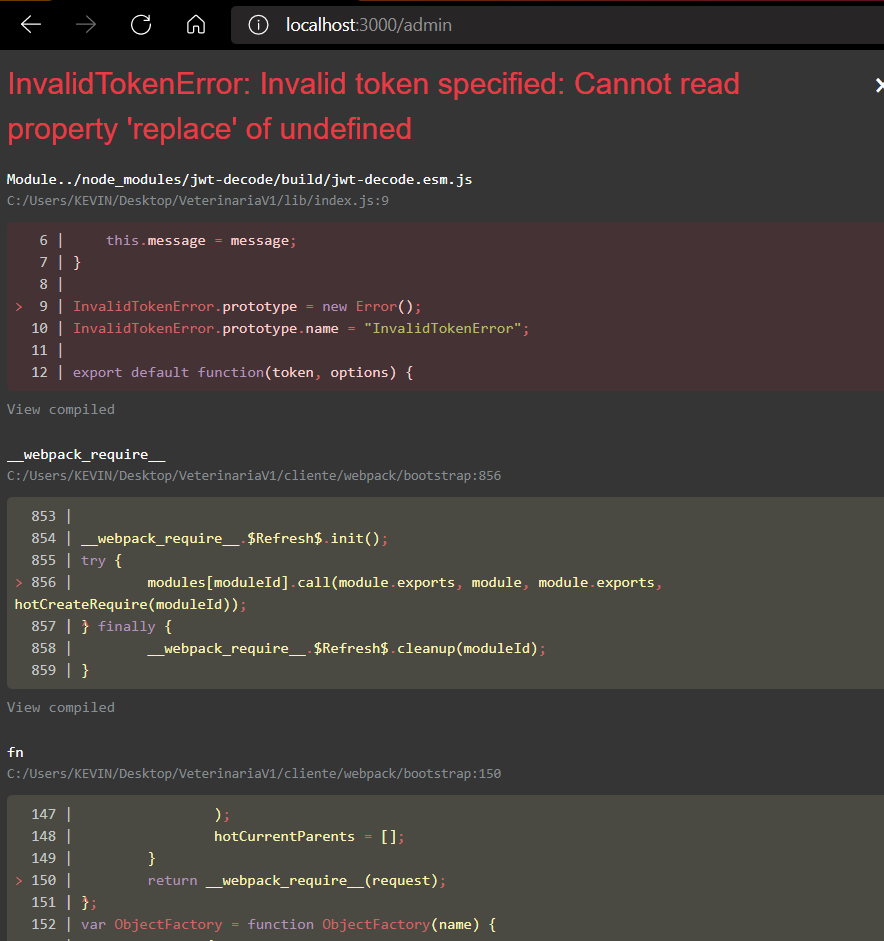 localhost:3000/admin
InvalidTokenError: Invalid token specified: Cannot read
property 'replace' of undefined
Module../node_modules/jwt-decode/build/jwt-decode.esm.js
C:/Users/KEVIN/Desktop/VeterinariaV1/lib/index.js:9
6 |     this.message = message;
7 | }
8 |
> 9 | InvalidTokenError.prototype = new Error();
10 | InvalidTokenError.prototype.name = "InvalidTokenError";
11 |
12 | export default function(token, options) {
View compiled
__webpack_require__
C:/Users/KEVIN/Desktop/VeterinariaV1/cliente/webpack/bootstrap:856
853 |
854 | __webpack_require__.$Refresh$.init();
855 | try {
> 856 |         modules[moduleId].call(module.exports, module, module.exports,
hotCreateRequire(moduleId));
857 | } finally {
858 |         __webpack_require__.$Refresh$.cleanup(moduleId);
859 | }
View compiled
fn
C:/Users/KEVIN/Desktop/VeterinariaV1/cliente/webpack/bootstrap:150
147 |                 );
148 |                 hotCurrentParents = [];
149 |         }
> 150 |         return __webpack_require__(request);
151 | };
152 | var ObjectFactory = function ObjectFactory(name) {